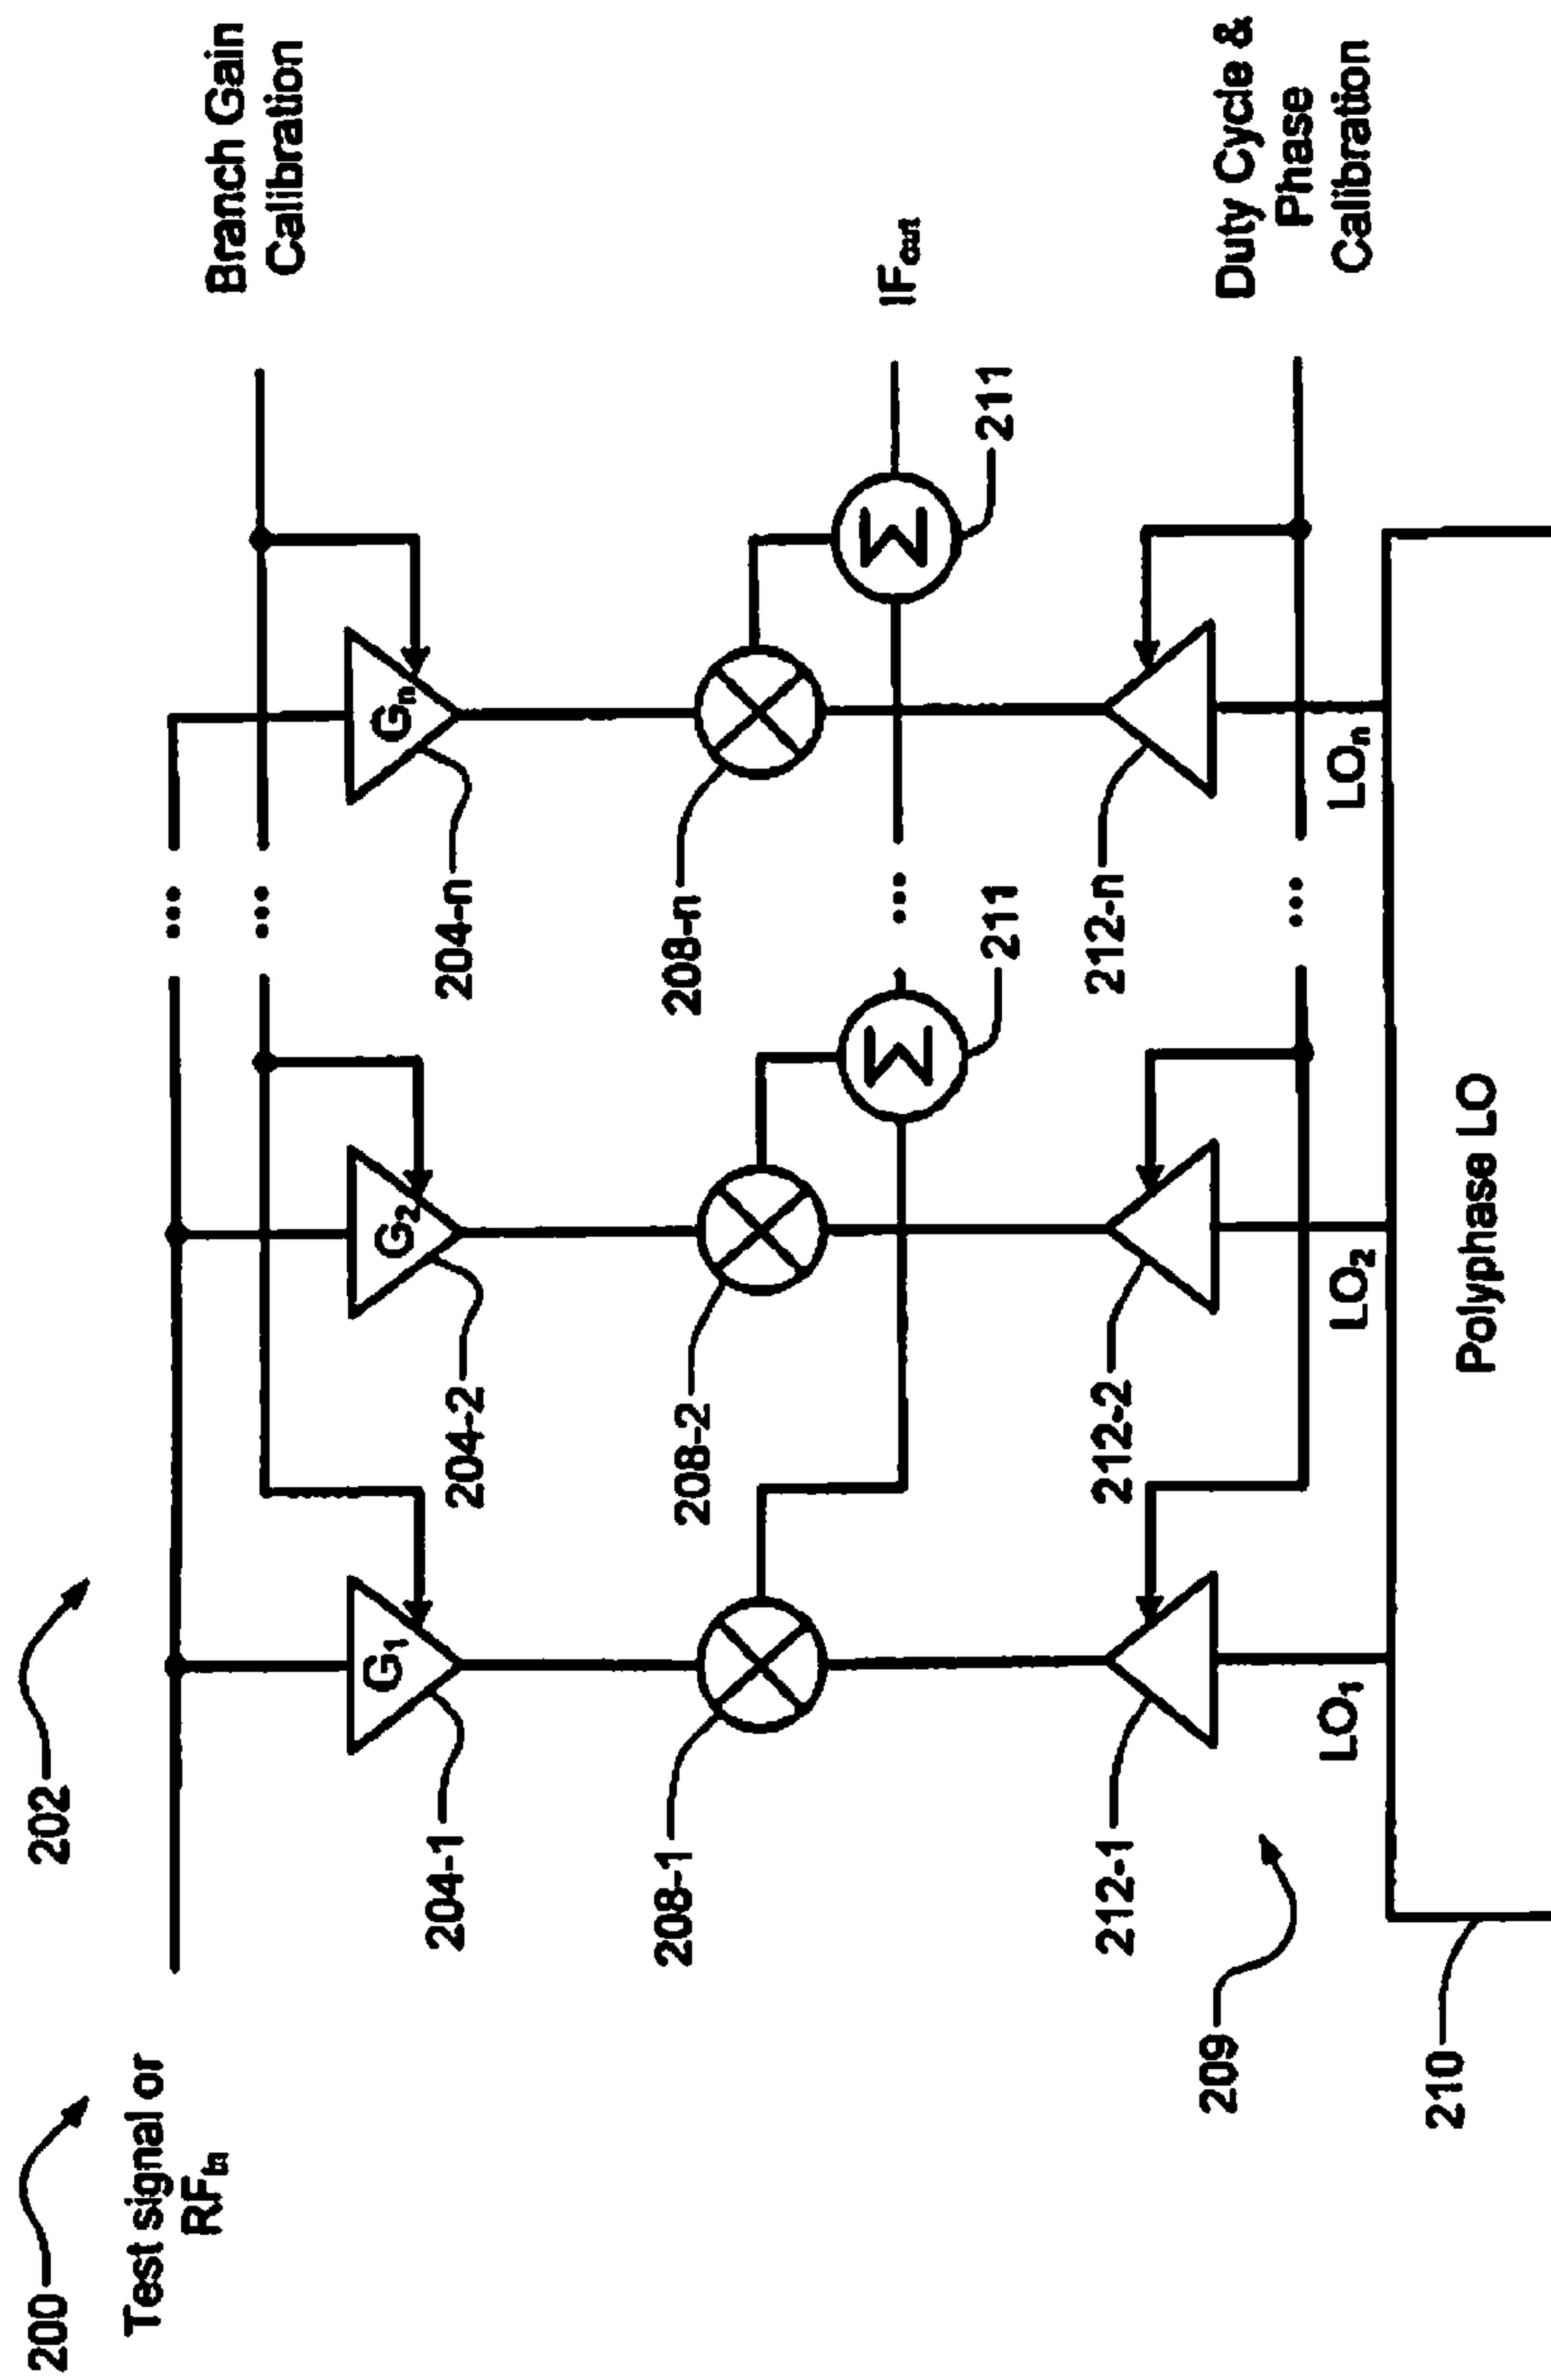 200
202
Test signal or
RFin
Branch Gain
Calibration
G1
G2
Gn
204-1
204-2
204-n
208-1
208-2
208-n
Σ
Σ
IFout
211
211
212-1
212-2
212-n
209
Duty Cycle &
Phase
Calibration
LO1
LO2
LOn
210
Polyphase LO
...
...
...
...